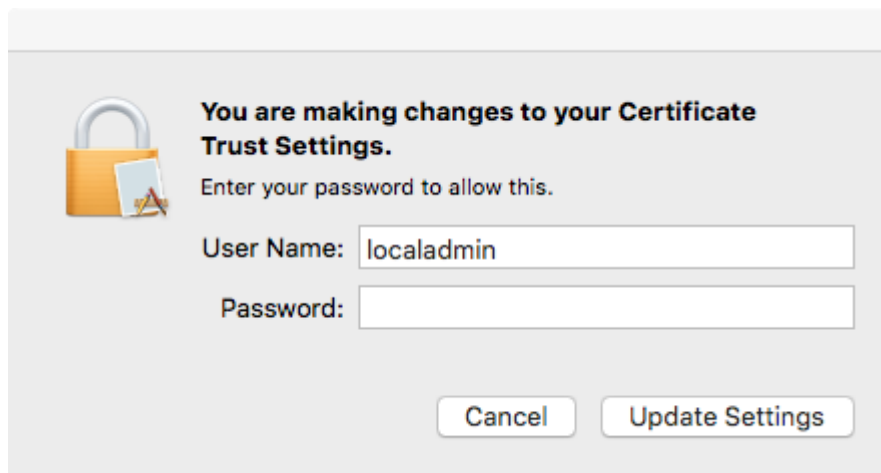 You are making changes to your Certificate
Trust Settings.
Enter your password to allow this.
User Name: localadmin
Password:
Cancel Update Settings